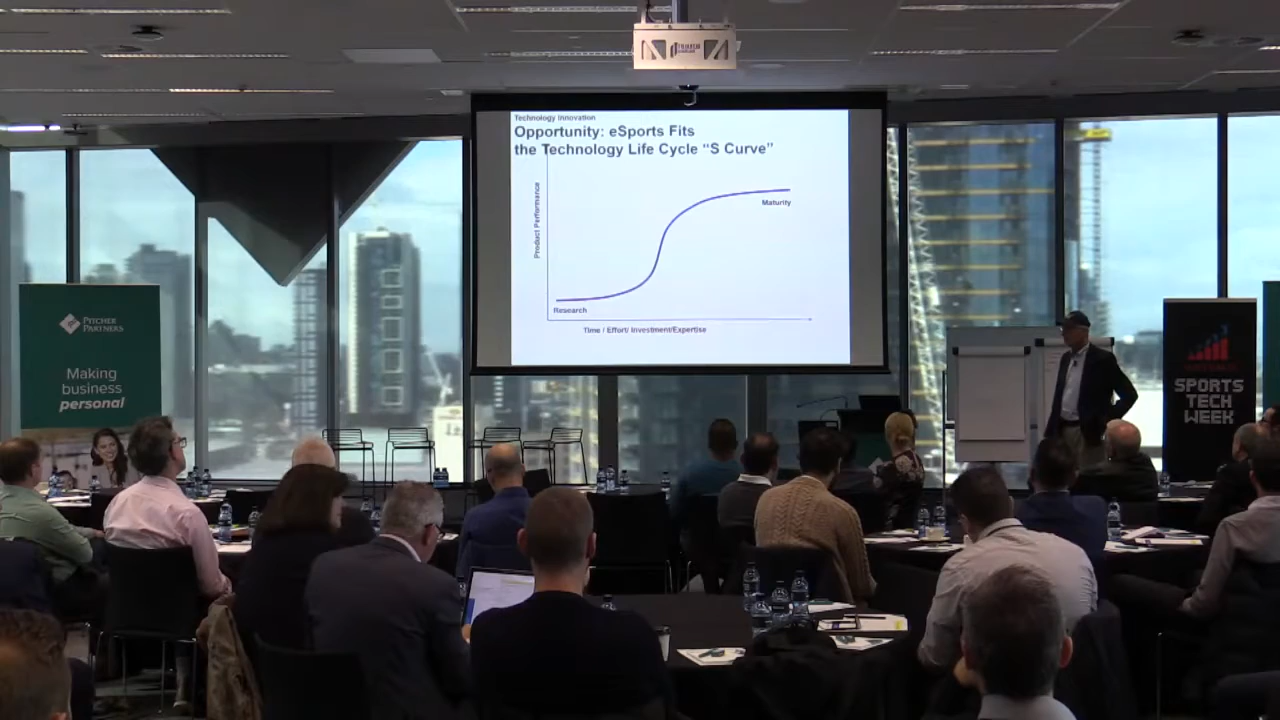 Technology Innovation
Opportunity: eSports Fits
the Technology Life Cycle “S Curve”
Product Performance
Maturity
Research
Time / Effort/ Investment/Expertise
PITCHER
PARTNERS
Making
business
personal
SPORTS
TECH
WEEK